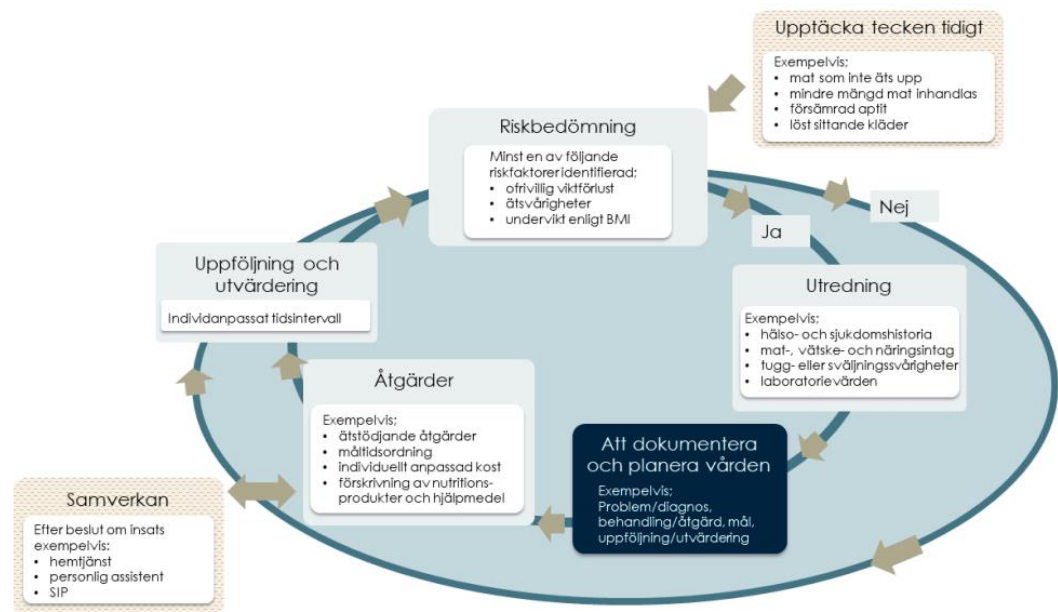 Upptäcka tecken tidigt
Exempelvis;
• mat som inte äts upp
• mindre mängd mat inhandlas
• försämrad aptit
• löst sittande kläder
Riskbedömning
Minst en av följande
riskfaktorer identifierad;
• ofrivillig viktförlust
• ätsvårigheter
• undervikt enligt BMI
Nej
Ja
Utredning
Exempelvis;
• hälso- och sjukdomshistoria
• mat-, vätske- och näringsintag
• tugg- eller sväljningssvårigheter
• laboratorievärden
Att dokumentera
och planera vården
Exempelvis;
Problem/diagnos,
behandling/åtgärd, mål,
uppföljning/utvärdering
Åtgärder
Exempelvis;
• ätstödjande åtgärder
• måltidsordning
• individuellt anpassad kost
• förskrivning av nutritions-
produkter och hjälpmedel
Samverkan
Efter beslut om insats
exempelvis:
• hemtjänst
• personlig assistent
• SIP
Uppföljning och
utvärdering
Individanpassat tidsintervall